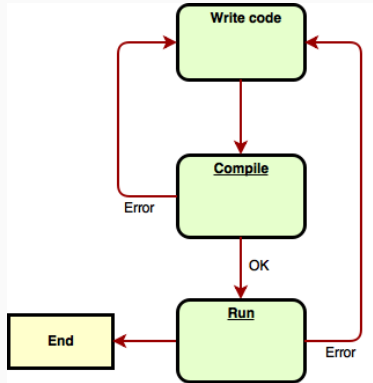 Write code
Compile
Error
OK
Run
End
Error